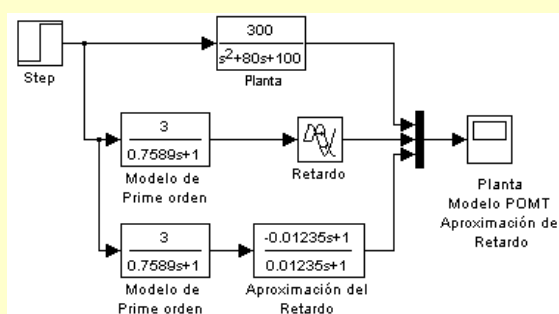 300
s²+80s+100
Step
Planta
3
0.7589s+1
Modelo de
Prime orden
Retardo
Planta
Modelo POMT
Aproximación de
Retardo
3
0.7589s+1
Modelo de
Prime orden
-0.01235s+1
0.01235s+1
Aproximación del
Retardo